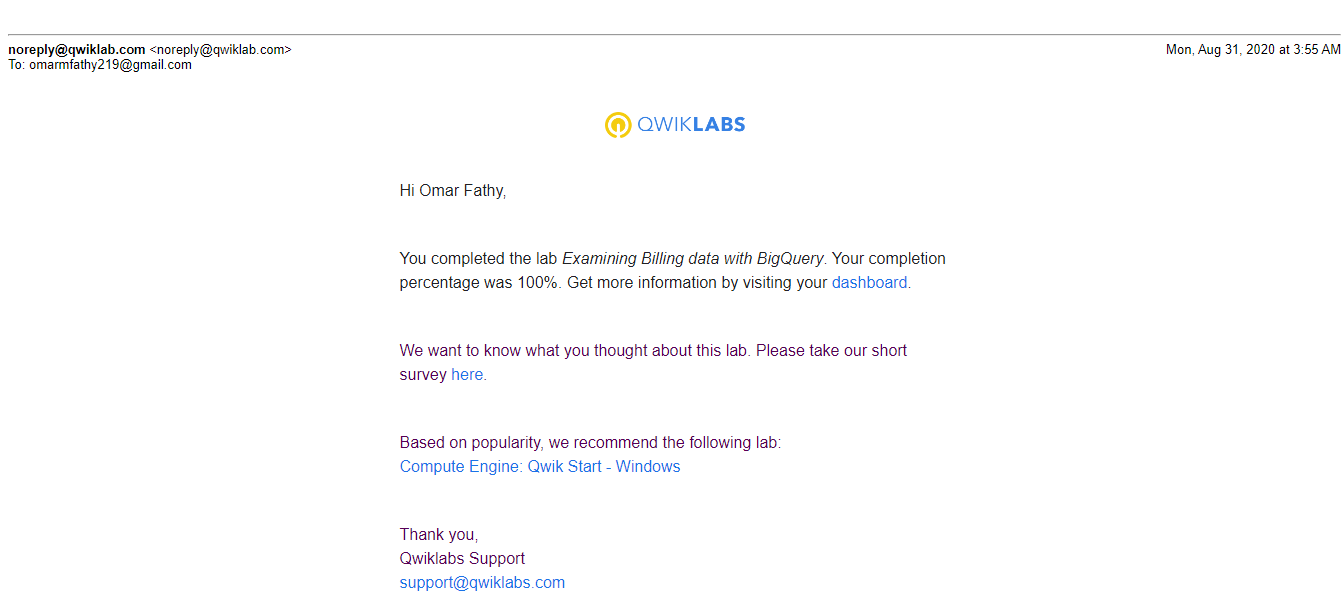 noreply@qwiklab.com <noreply@qwiklab.com>
Mon, Aug 31, 2020 at 3:55 AM
To: omarmfathy219@gmail.com
QWIKLABS
Hi Omar Fathy,
You completed the lab Examining Billing data with BigQuery. Your completion
percentage was 100%. Get more information by visiting your dashboard.
We want to know what you thought about this lab. Please take our short
survey here.
Based on popularity, we recommend the following lab:
Compute Engine: Qwik Start - Windows
Thank you,
Qwiklabs Support
support@qwiklabs.com